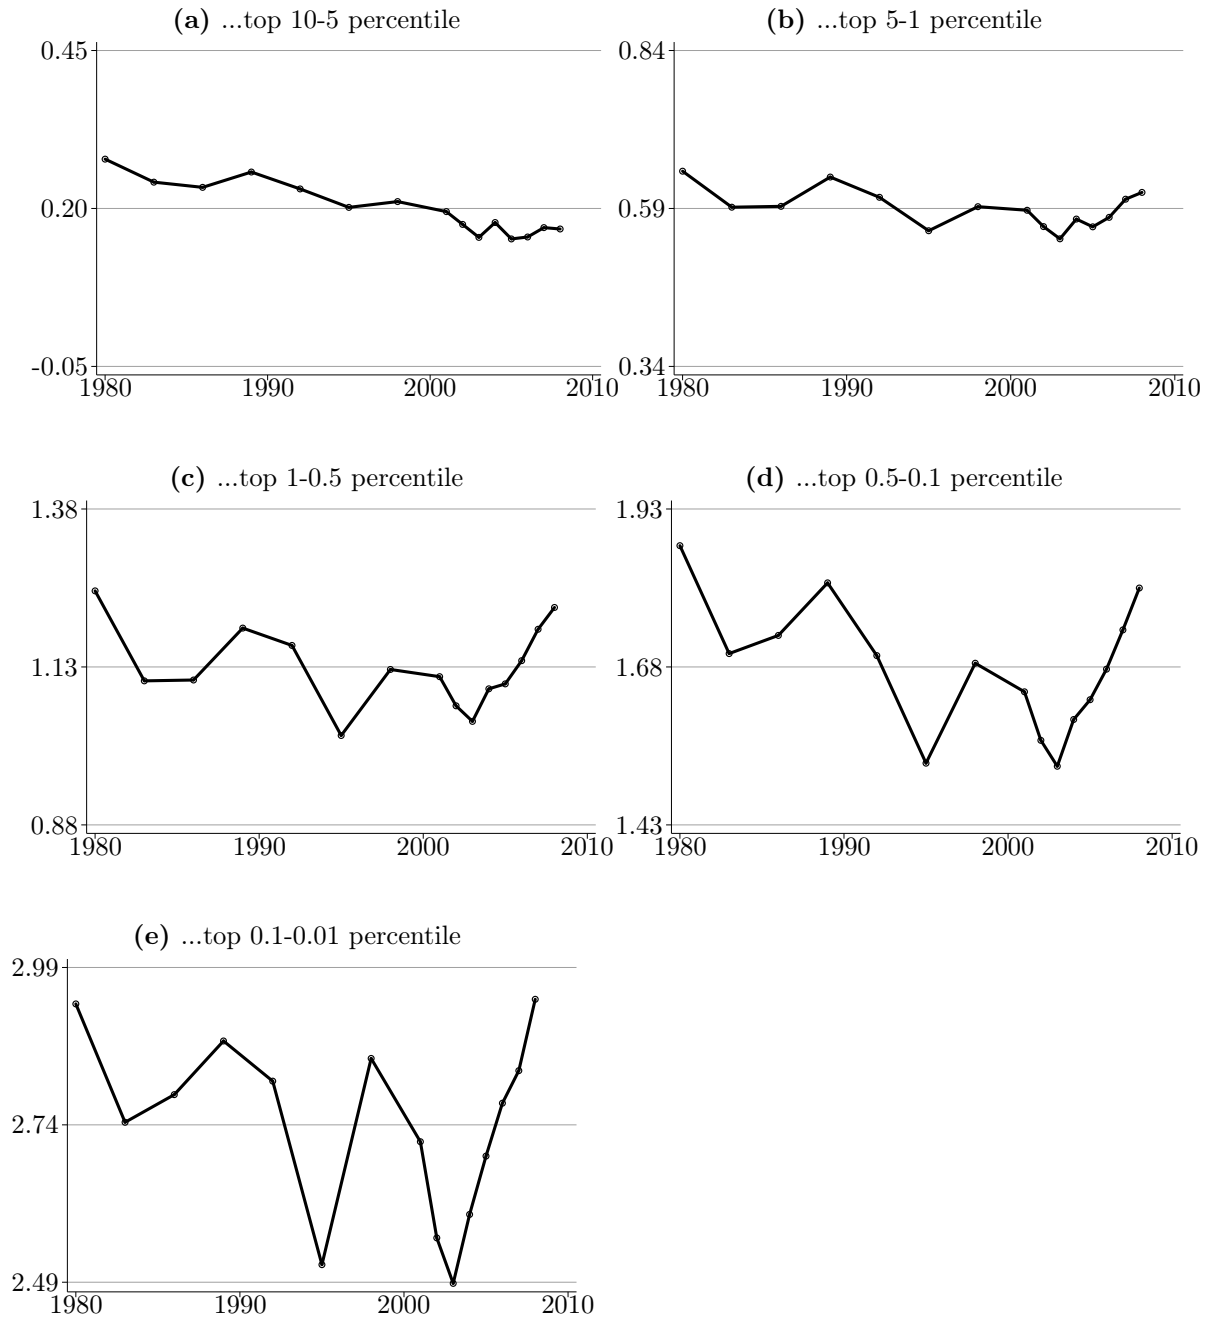 (a) ...top 10-5 percentile
0.45
0.20
-0.05
1980 1990 2000 2010
(b) ...top 5-1 percentile
0.84
0.59
0.34
1980 1990 2000 2010
(c) ...top 1-0.5 percentile
1.38
1.13
0.88
1980 1990 2000 2010
(d) ...top 0.5-0.1 percentile
1.93
1.68
1.43
1980 1990 2000 2010
(e) ...top 0.1-0.01 percentile
2.99
2.74
2.49
1980 1990 2000 2010